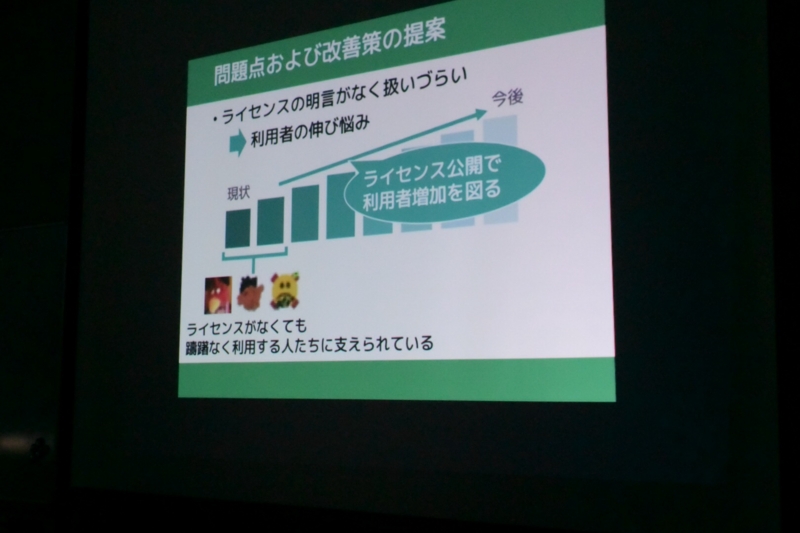 問題点および改善策の提案
・ライセンスの明言がなく扱いづらい
利用者の伸び悩み
今後
ライセンス公開で
利用者増加を図る
現状
ライセンスがなくても
躊躇なく利用する人たちに支えられている